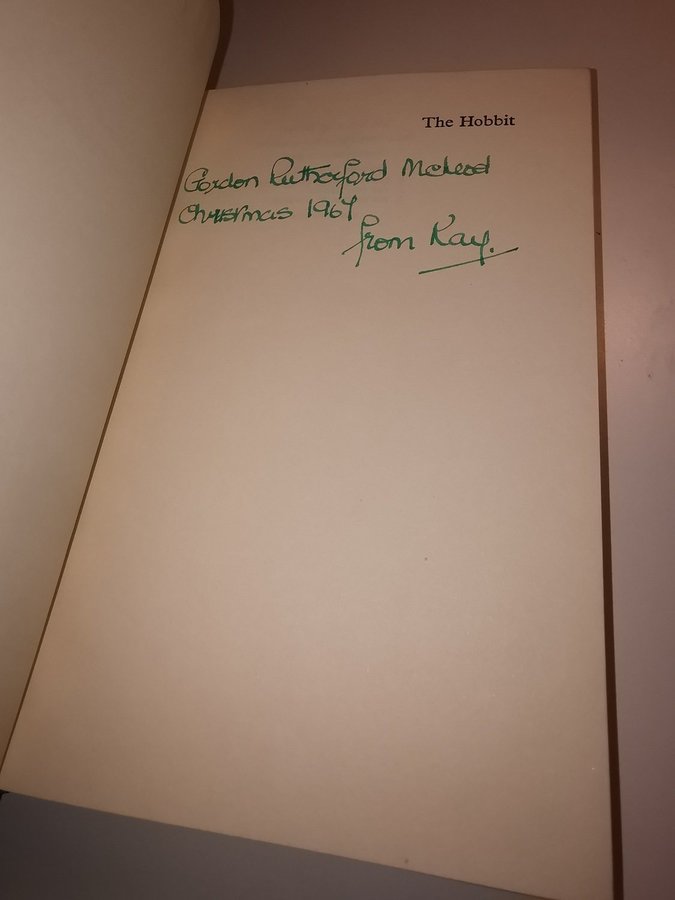 The Hobbit
Gordon Rutherford McLeod
Christmas 1967
from Kay.